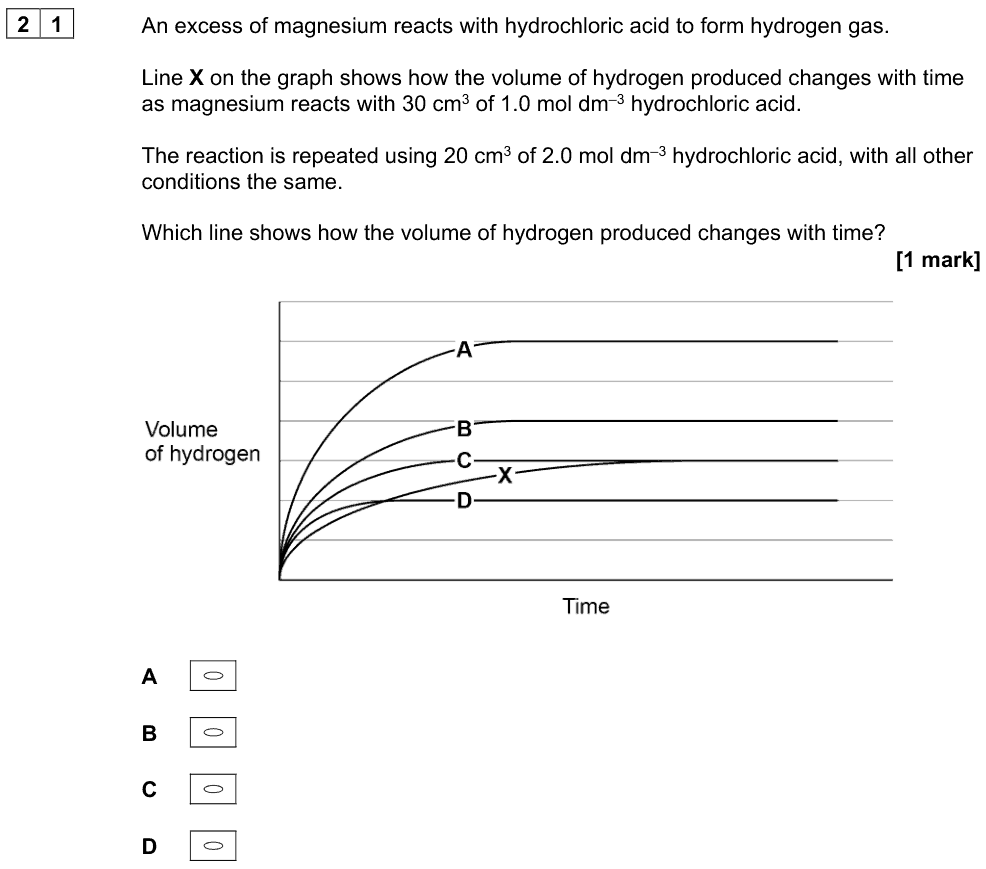 2 1
An excess of magnesium reacts with hydrochloric acid to form hydrogen gas.
Line X on the graph shows how the volume of hydrogen produced changes with time
as magnesium reacts with 30 cm³ of 1.0 mol dm⁻³ hydrochloric acid.
The reaction is repeated using 20 cm³ of 2.0 mol dm⁻³ hydrochloric acid, with all other
conditions the same.
Which line shows how the volume of hydrogen produced changes with time?
[1 mark]
A
B
C
X
D
Volume
of hydrogen
Time
A
B
C
D